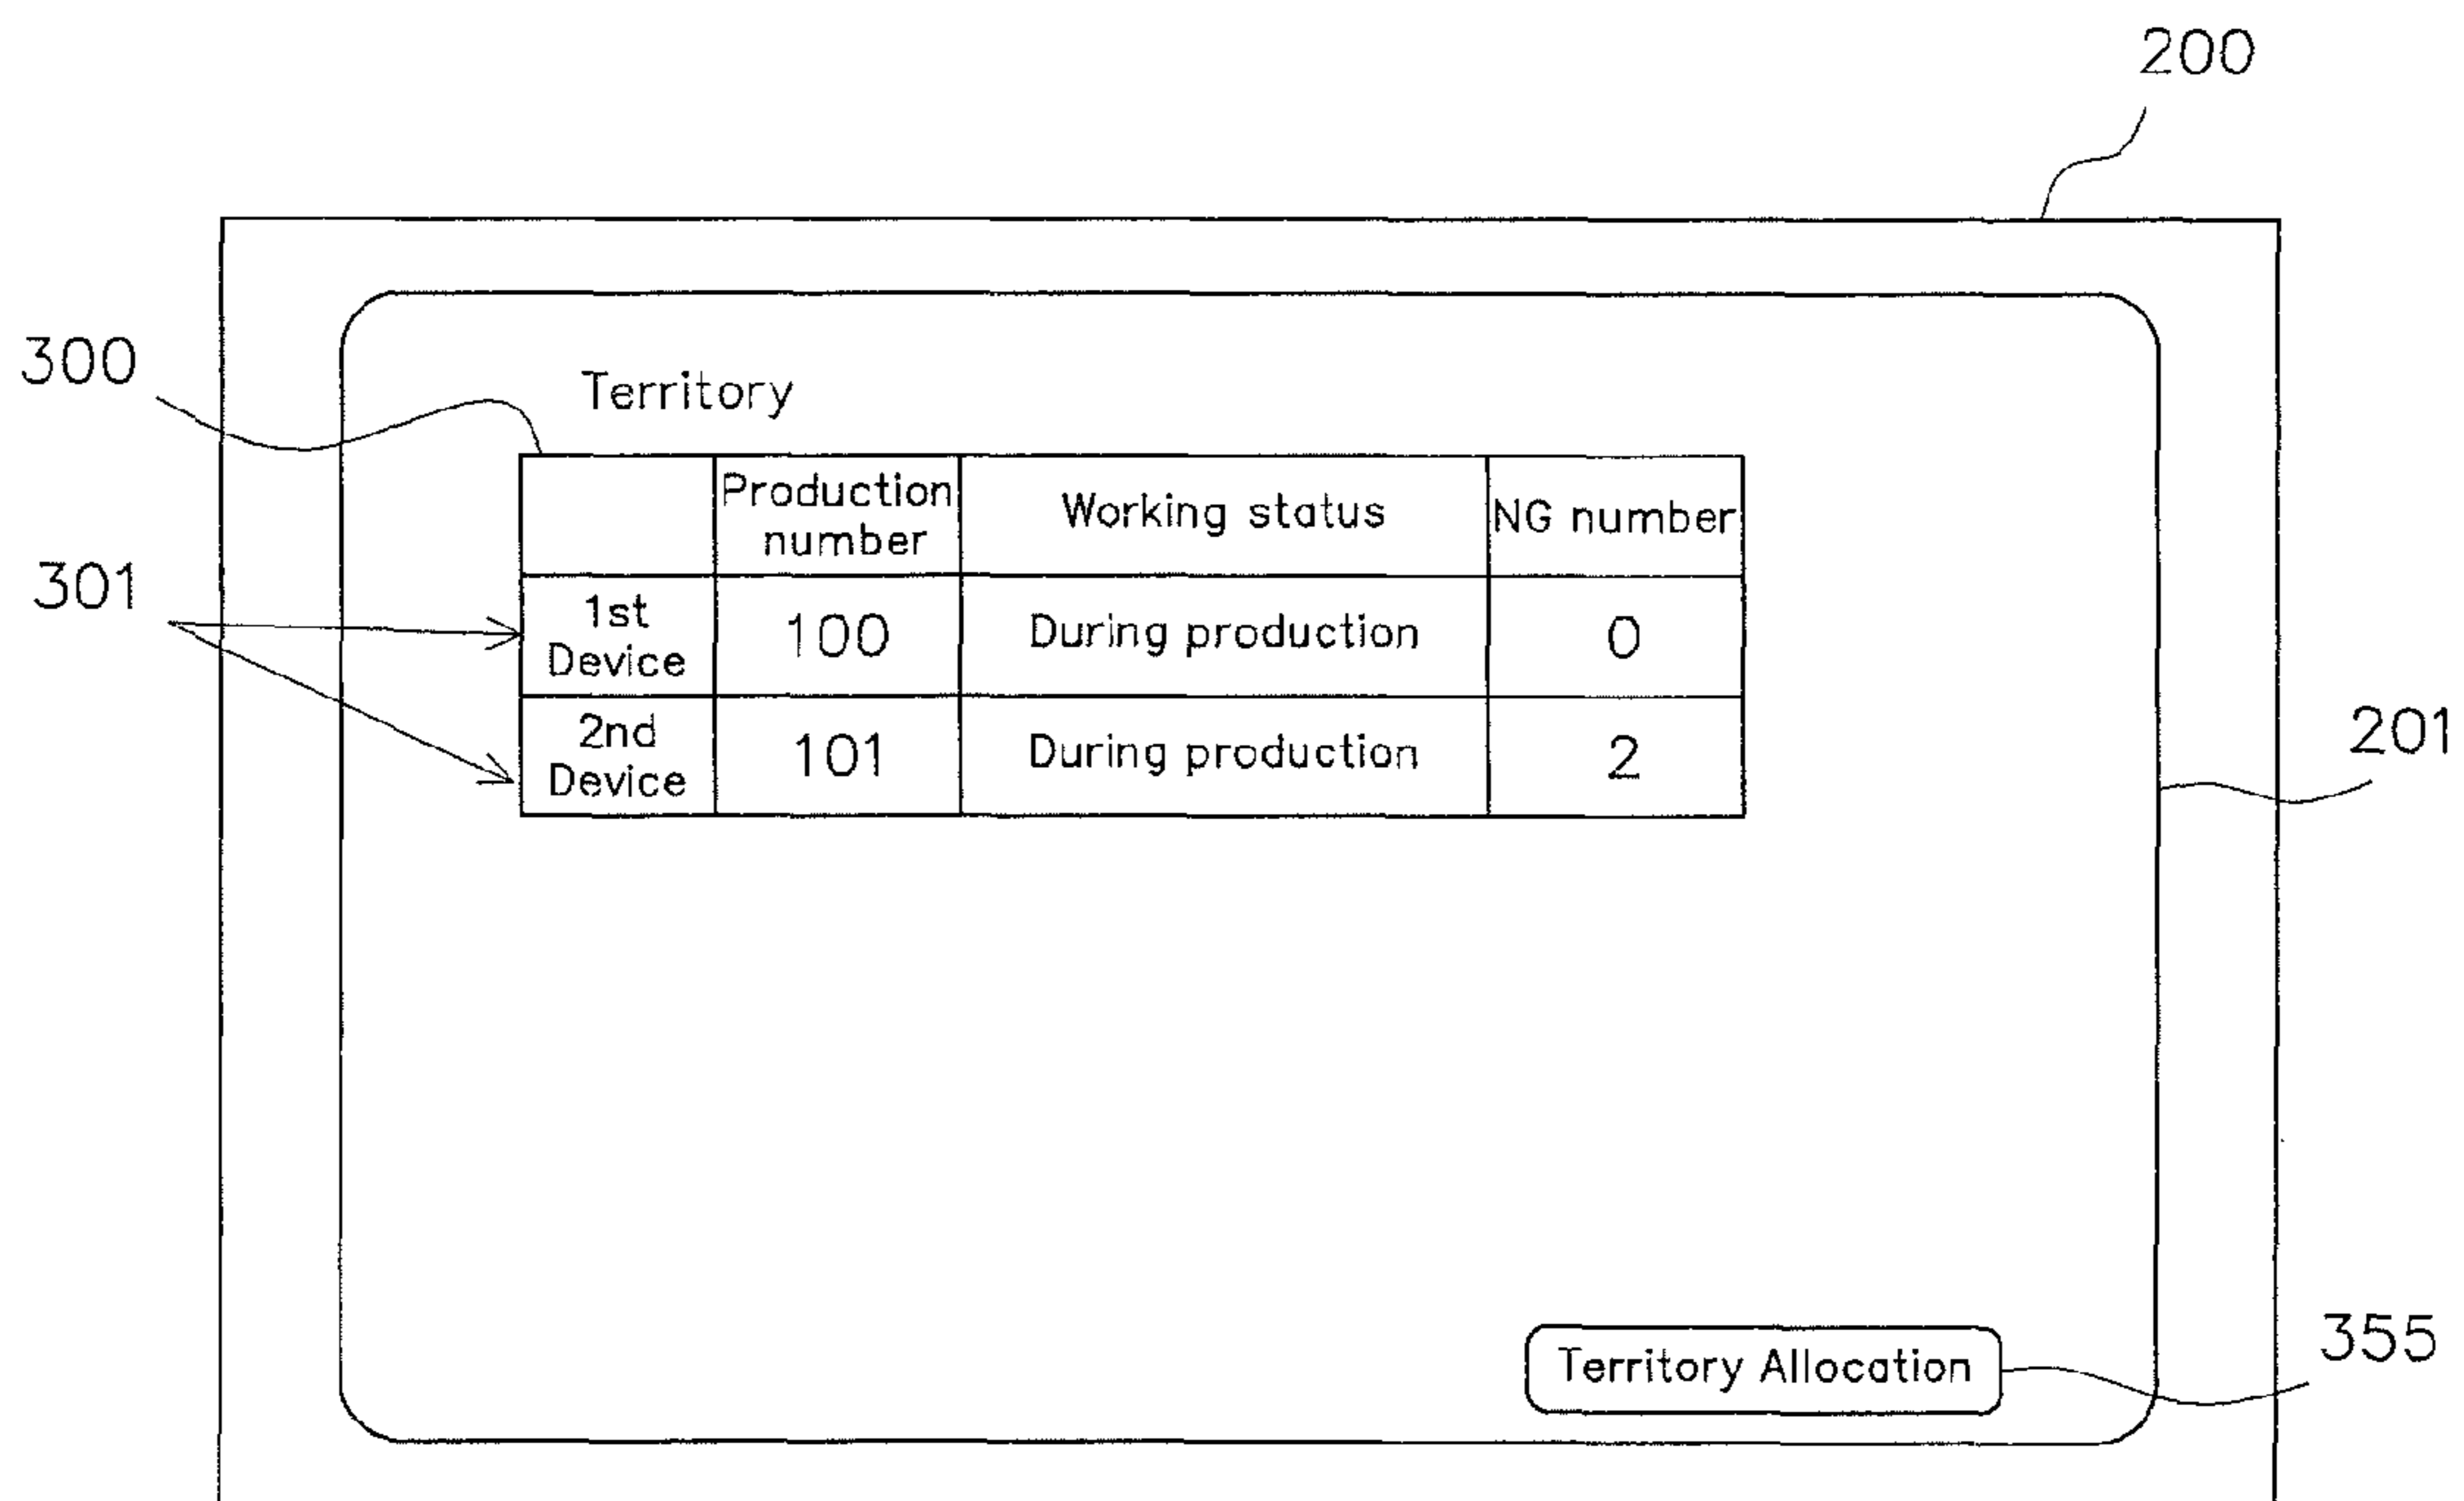 200
300
Territory
Production
number
Working status
NG number
301
1st
Device
100
During production
0
2nd
Device
101
During production
2
201
Territory Allocation
355